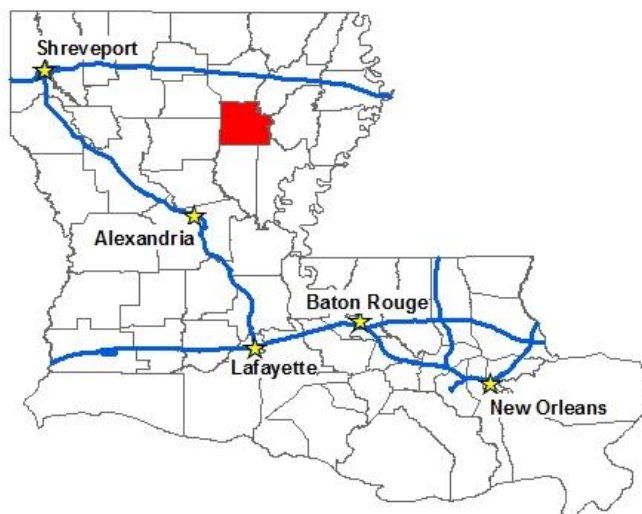 Shreveport
Alexandria
Baton Rouge
Lafayette
New Orleans